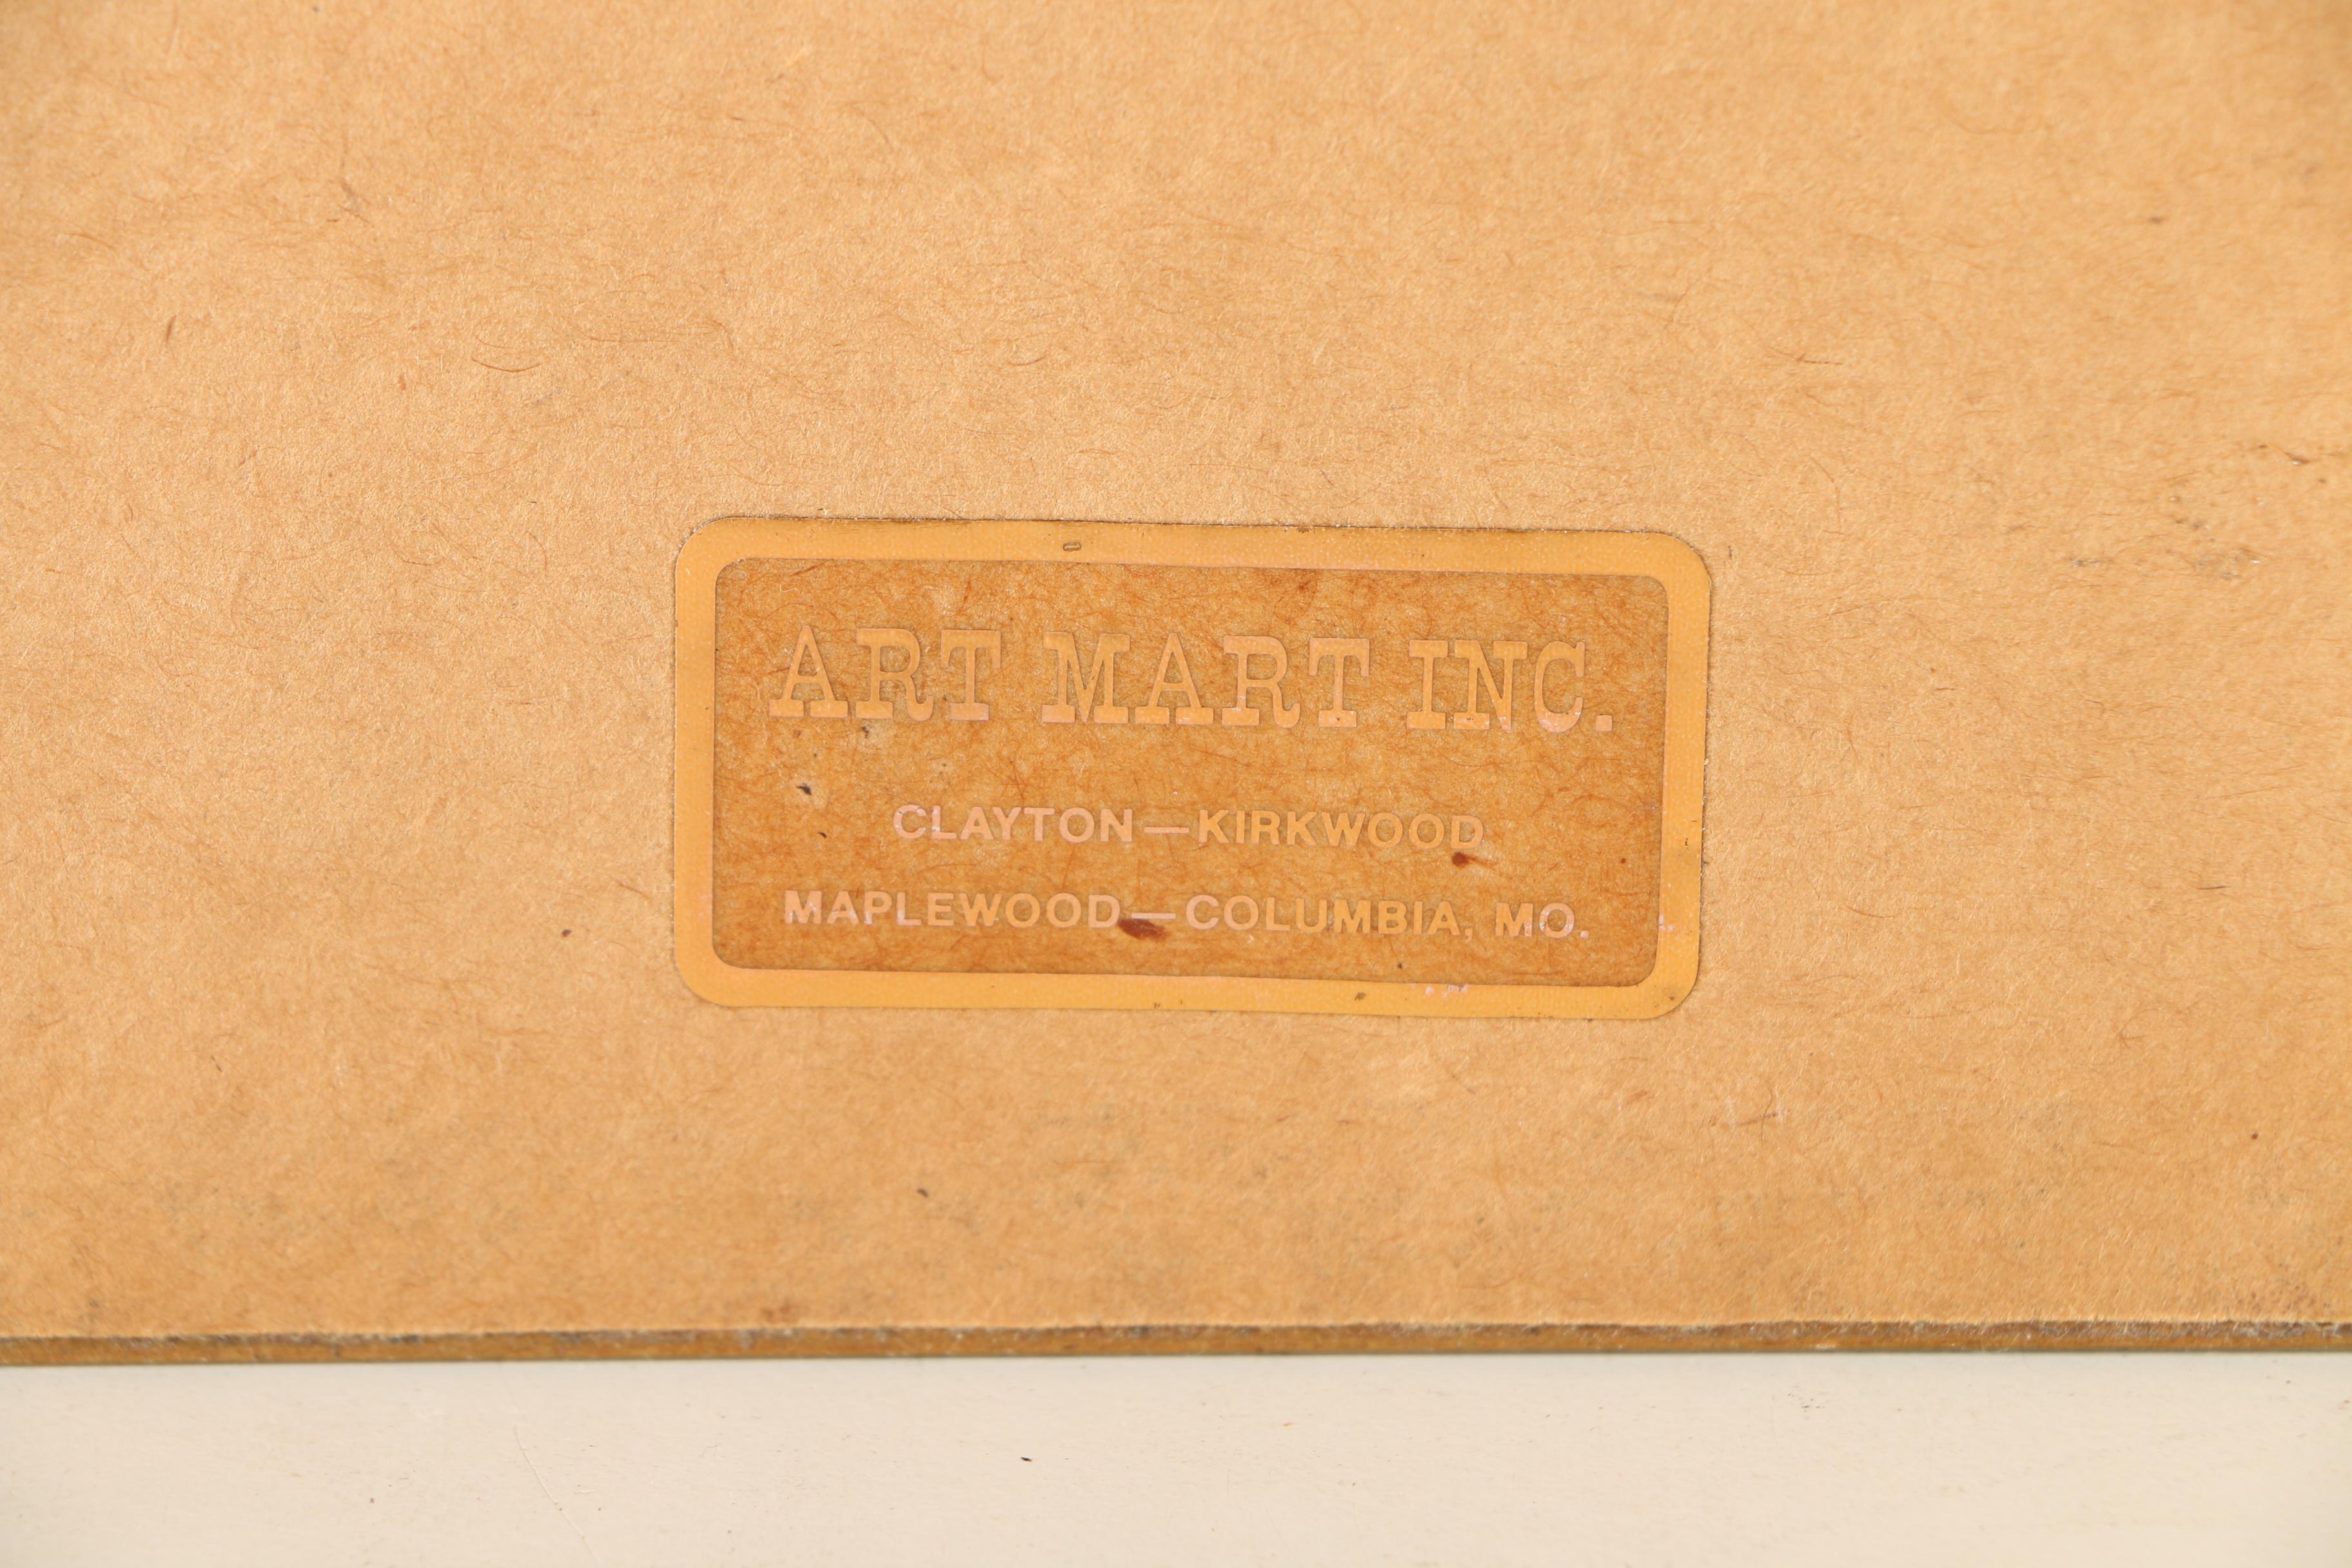 ART MART INC.
CLAYTON—KIRKWOOD
MAPLEWOOD—COLUMBIA, MO.